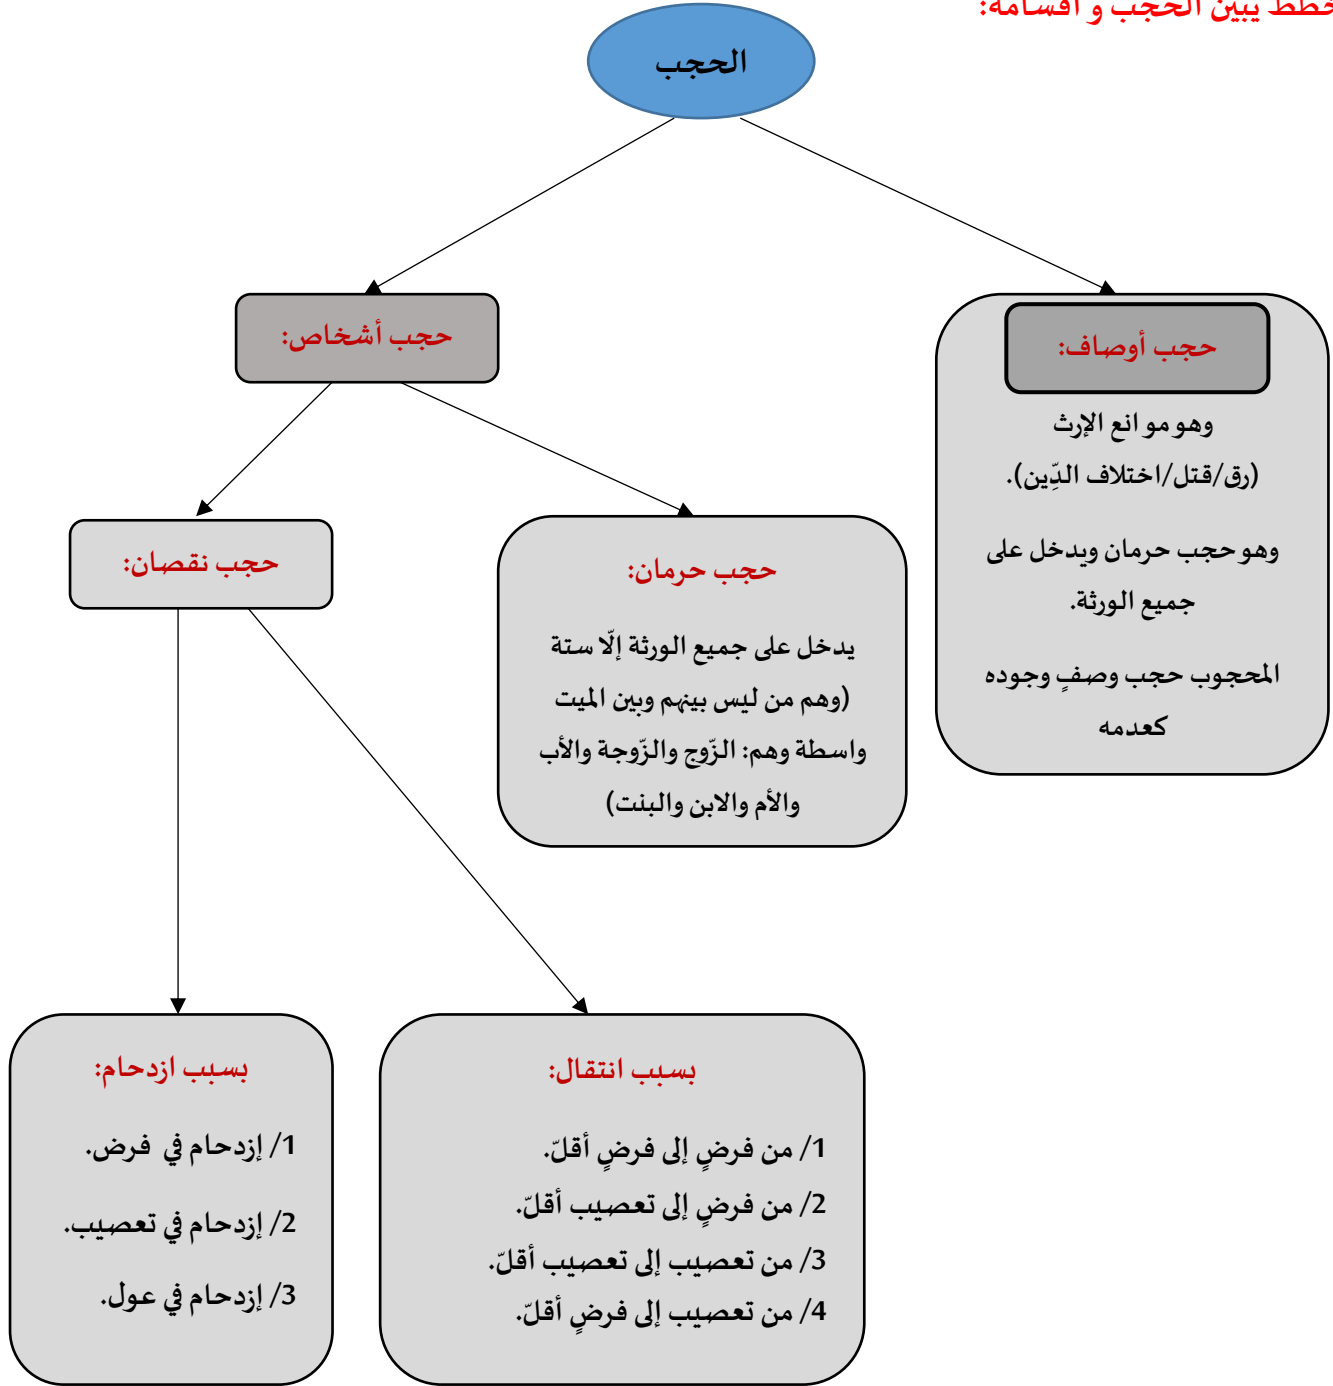 يبين الحجب و أقسامه:
الحجب
حجب أوصاف:
وهو موانع الإرث
(رق/قتل/اختلاف الدِّين).
وهو حجب حرمان ويدخل على
جميع الورثة.
المحجوب حجب وصفٍ وجوده
كعدمه
حجب أشخاص:
حجب حرمان:
يدخل على جميع الورثة إلّا ستة
(وهم من ليس بينهم وبين الميت
واسطة وهم: الزّوج والزّوجة والأب
والأم والابن والبنت)
حجب نقصان:
بسبب انتقال:
1/ من فرضٍ إلى فرضٍ أقلّ.
2/ من فرضٍ إلى تعصيب أقلّ.
3/ من تعصيب إلى تعصيب أقلّ.
4/ من تعصيب إلى فرضٍ أقلّ.
بسبب ازدحام:
1/ إزدحام في فرض.
2/ إزدحام في تعصيب.
3/ إزدحام في عول.